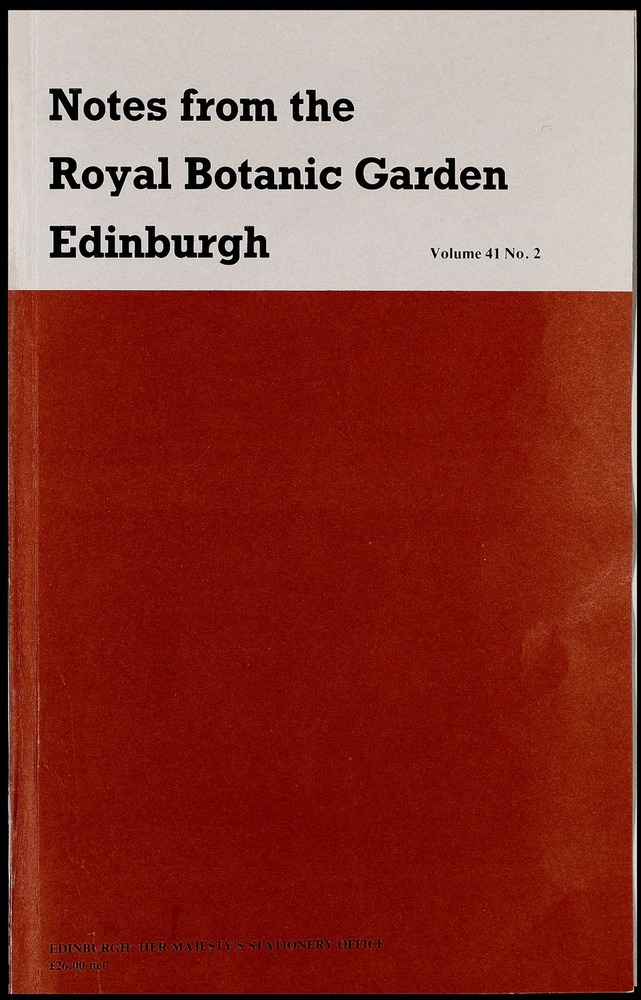 Notes from the
Royal Botanic Garden
Edinburgh
Volume 41 No. 2
EDINBURGH: HER MAJESTY'S STATIONERY OFFICE
£26.00 net